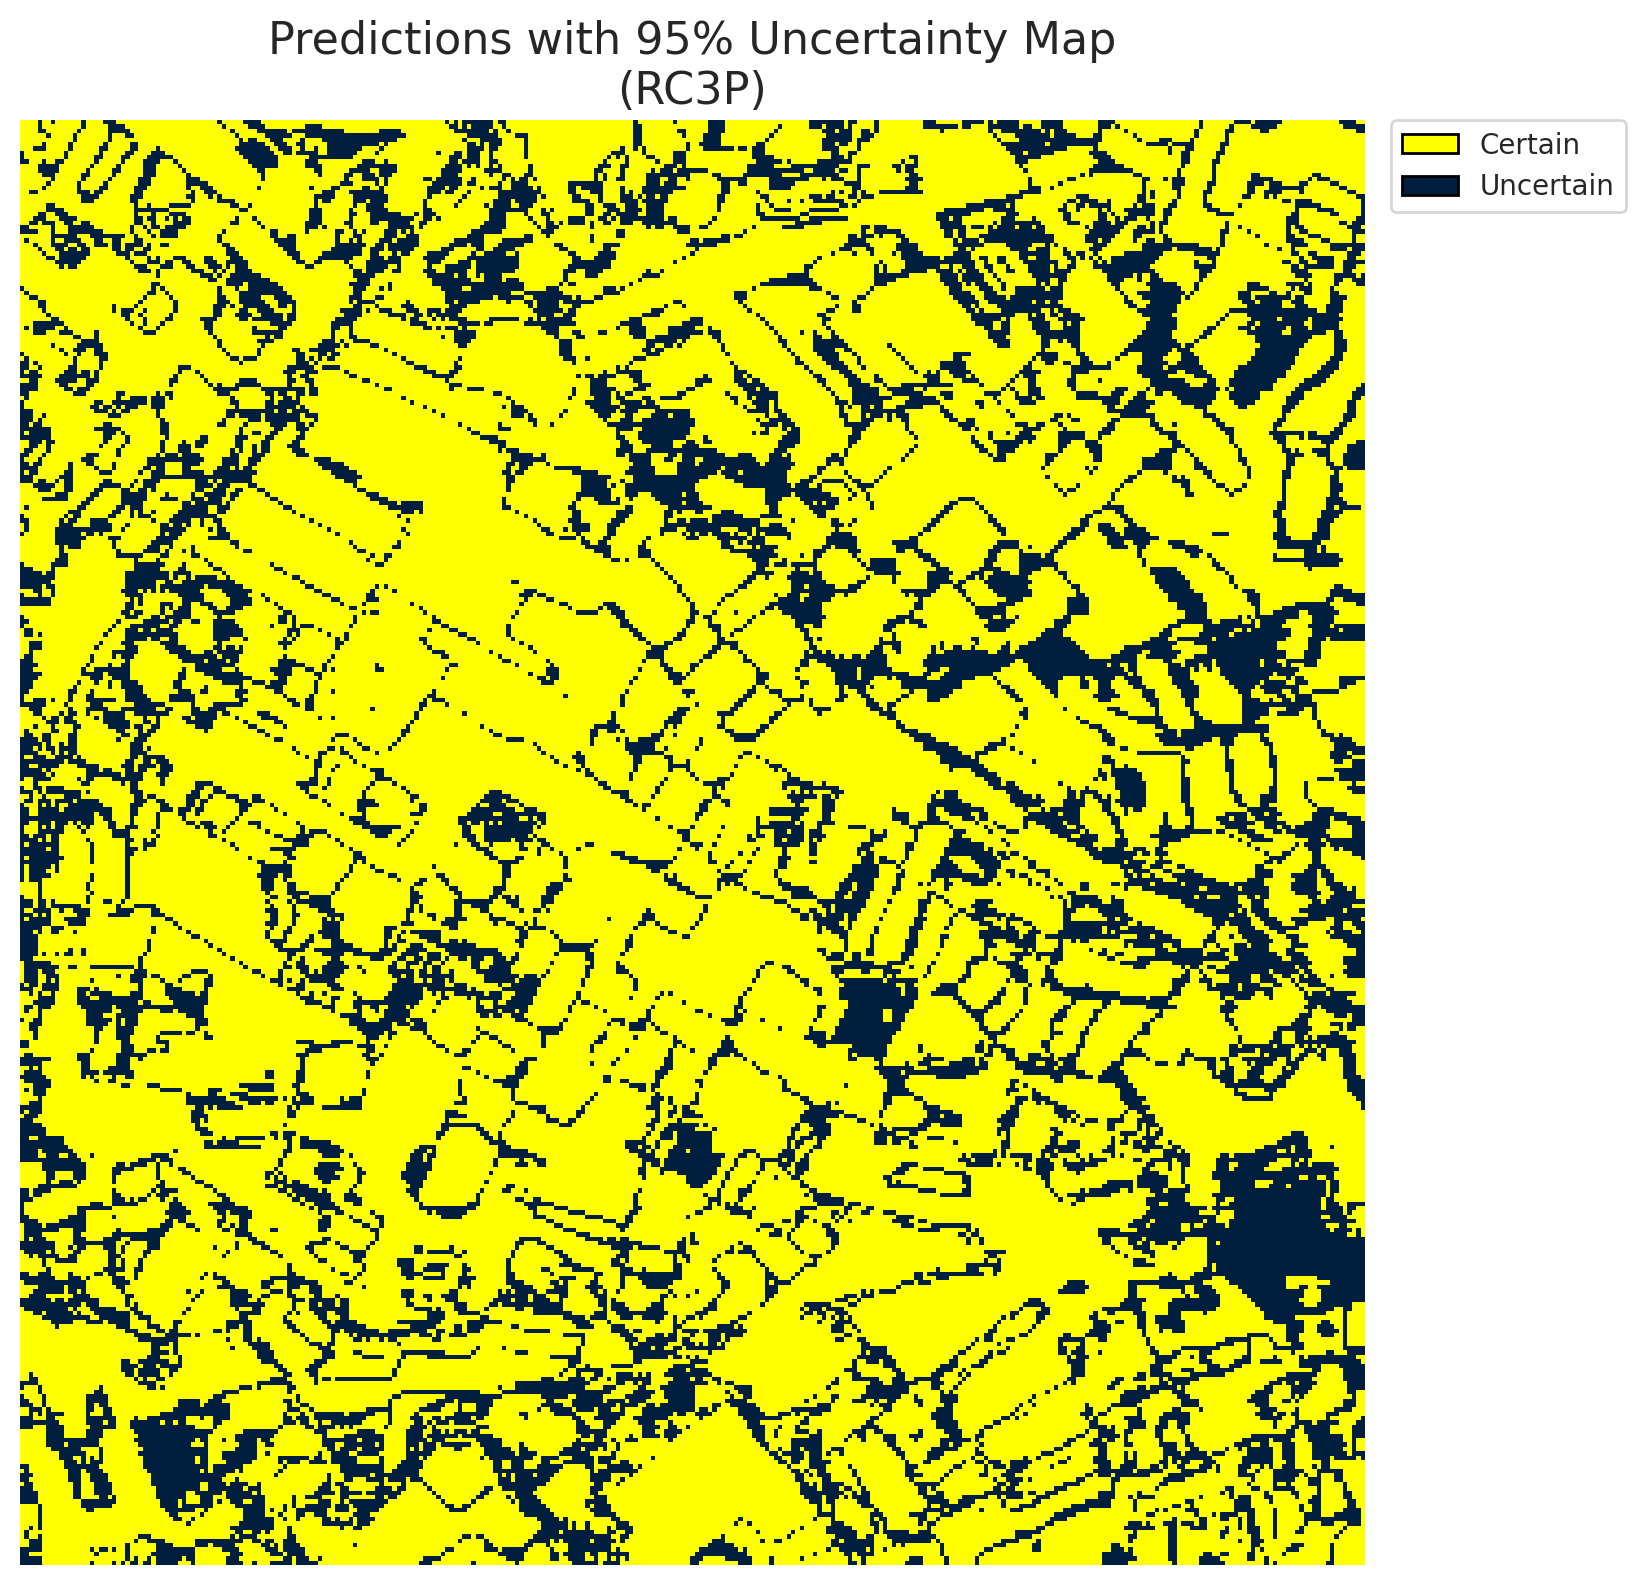 Predictions with 95% Uncertainty Map
(RC3P)
Certain
Uncertain